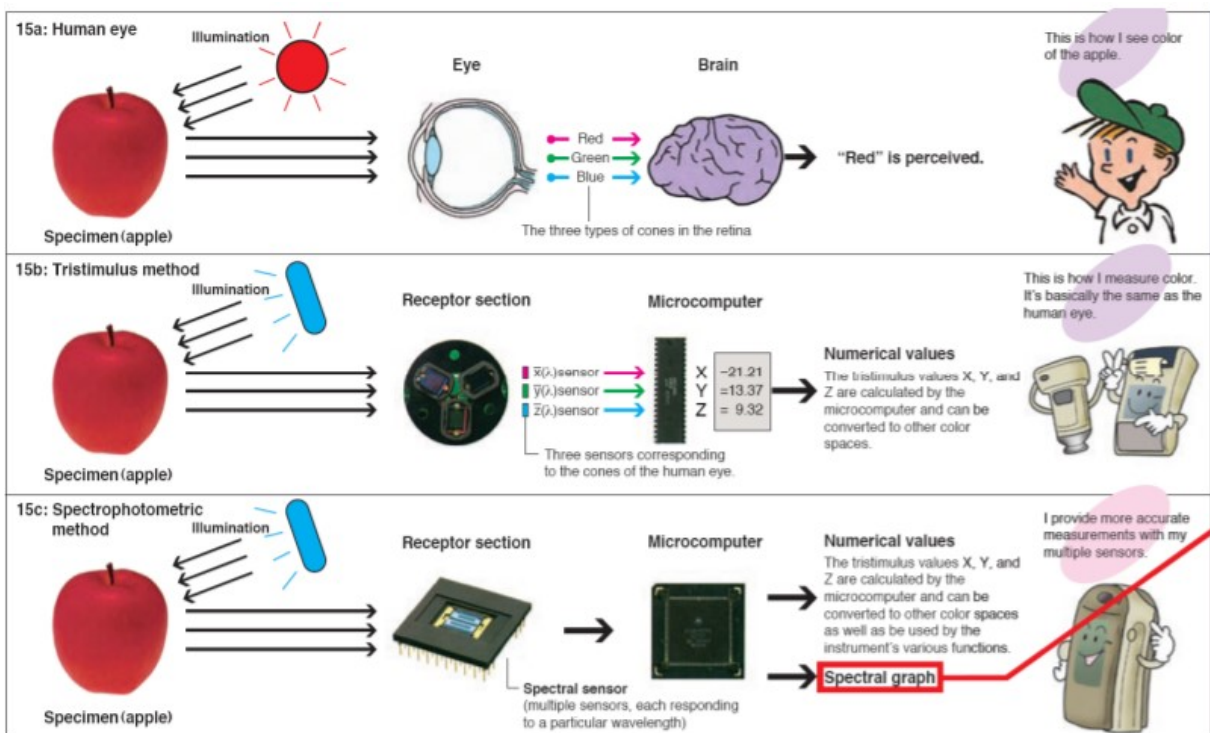 15a: Human eye
Illumination
Eye
Brain
Red
Green
Blue
The three types of cones in the retina
“Red” is perceived.
This is how I see color
of the apple.
Specimen (apple)
15b: Tristimulus method
Illumination
Receptor section
Microcomputer
x̄(λ)sensor
ȳ(λ)sensor
z̄(λ)sensor
X –21.21
Y =13.37
Z = 9.32
Three sensors corresponding
to the cones of the human eye.
Numerical values
The tristimulus values X, Y, and
Z are calculated by the
microcomputer and can be
converted to other color
spaces.
This is how I measure color.
It’s basically the same as the
human eye.
Specimen (apple)
15c: Spectrophotometric
method
Illumination
Receptor section
Microcomputer
Spectral sensor
(multiple sensors, each responding
to a particular wavelength)
Numerical values
The tristimulus values X, Y, and
Z are calculated by the
microcomputer and can be
converted to other color spaces
as well as be used by the
instrument’s various functions.
Spectral graph
I provide more accurate
measurements with my
multiple sensors.
Specimen (apple)